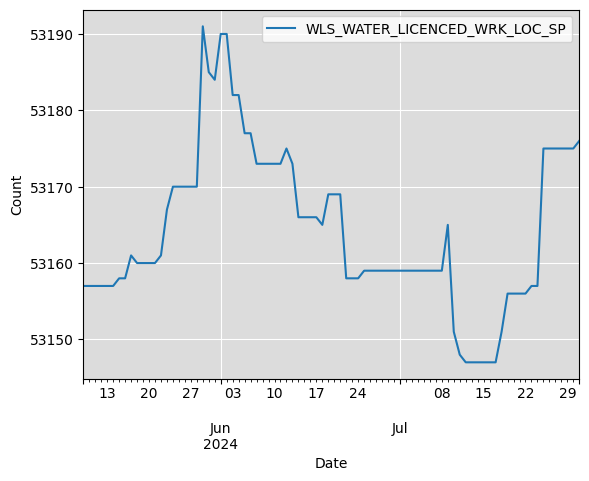 WLS_WATER_LICENCED_WRK_LOC_SP
53190
53180
53170
53160
53150
Count
13 20 27 03 10 17 24 08 15 22 29
Jun Jul
2024
Date